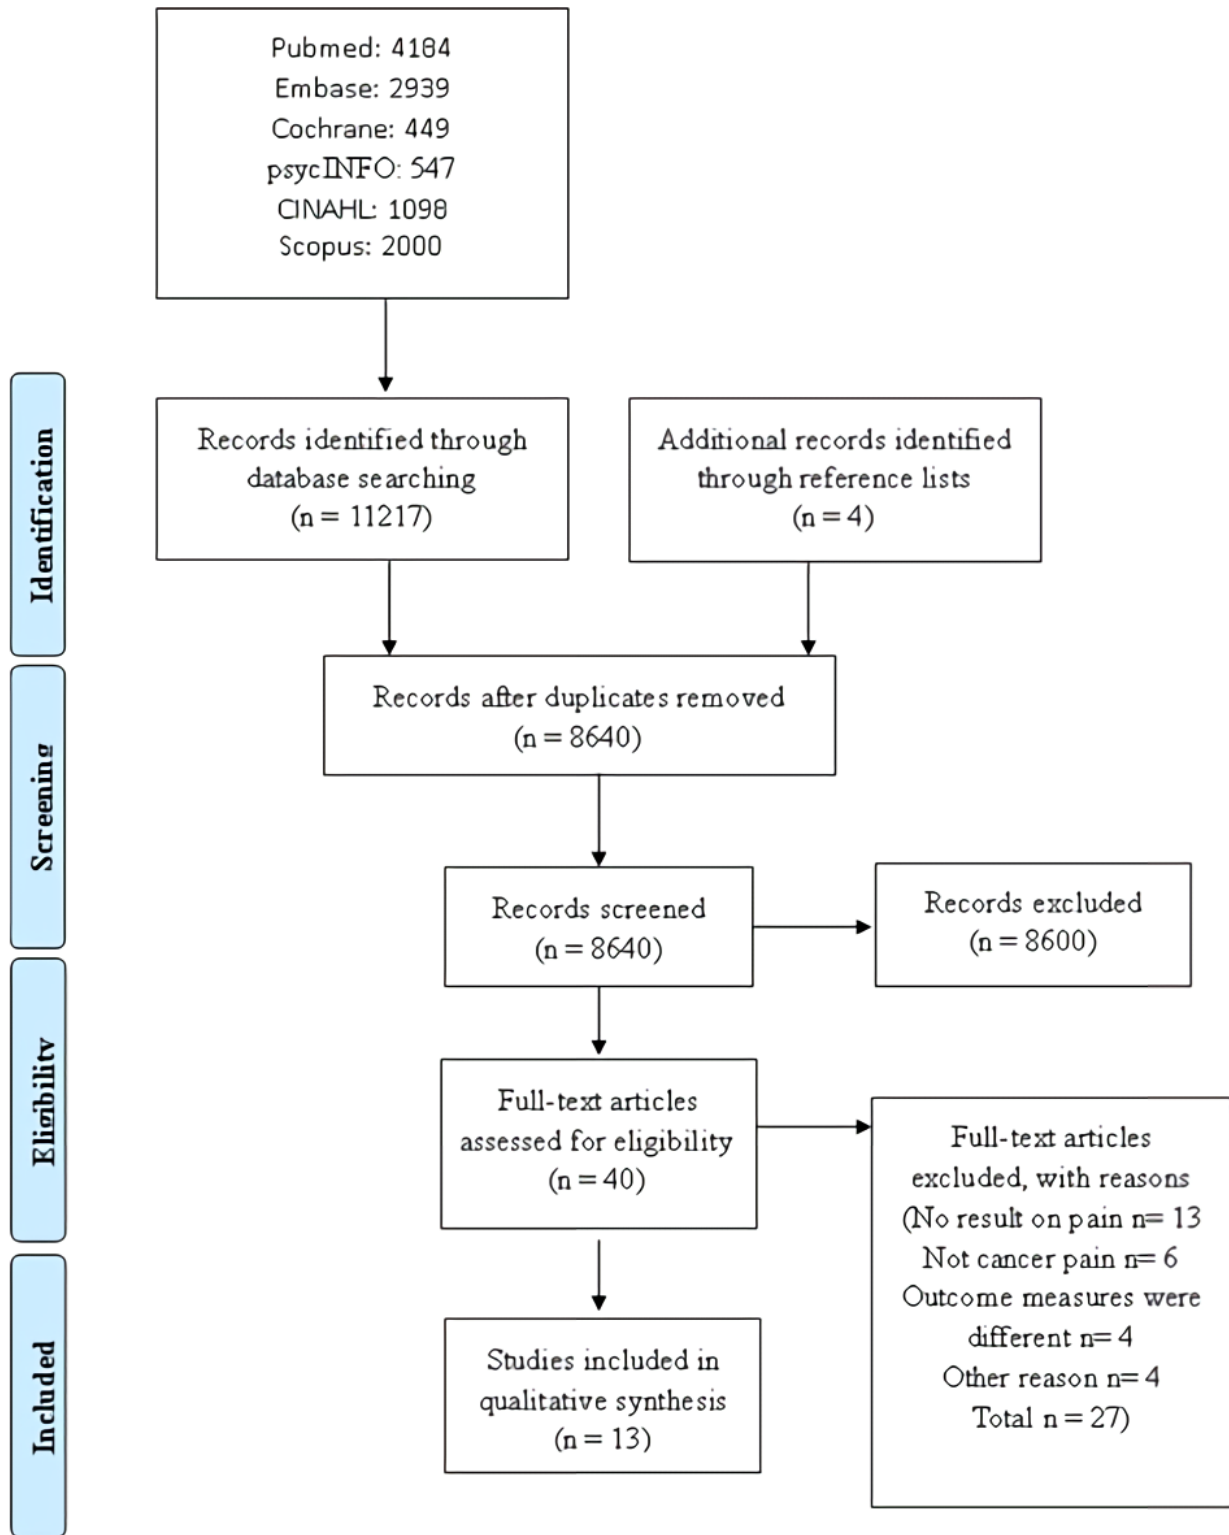 Pubmed: 4184
Embase: 2939
Cochrane: 449
psycINFO: 547
CINAHL: 1098
Scopus: 2000
Identification
Records identified through
database searching
(n = 11217)
Additional records identified
through reference lists
(n = 4)
Screening
Records after duplicates removed
(n = 8640)
Records screened
(n = 8640)
Records excluded
(n = 8600)
Eligibility
Full-text articles
assessed for eligibility
(n = 40)
Full-text articles
excluded, with reasons
(No result on pain n= 13
Not cancer pain n= 6
Outcome measures were
different n= 4
Other reason n= 4
Total n = 27)
Included
Studies included in
qualitative synthesis
(n = 13)